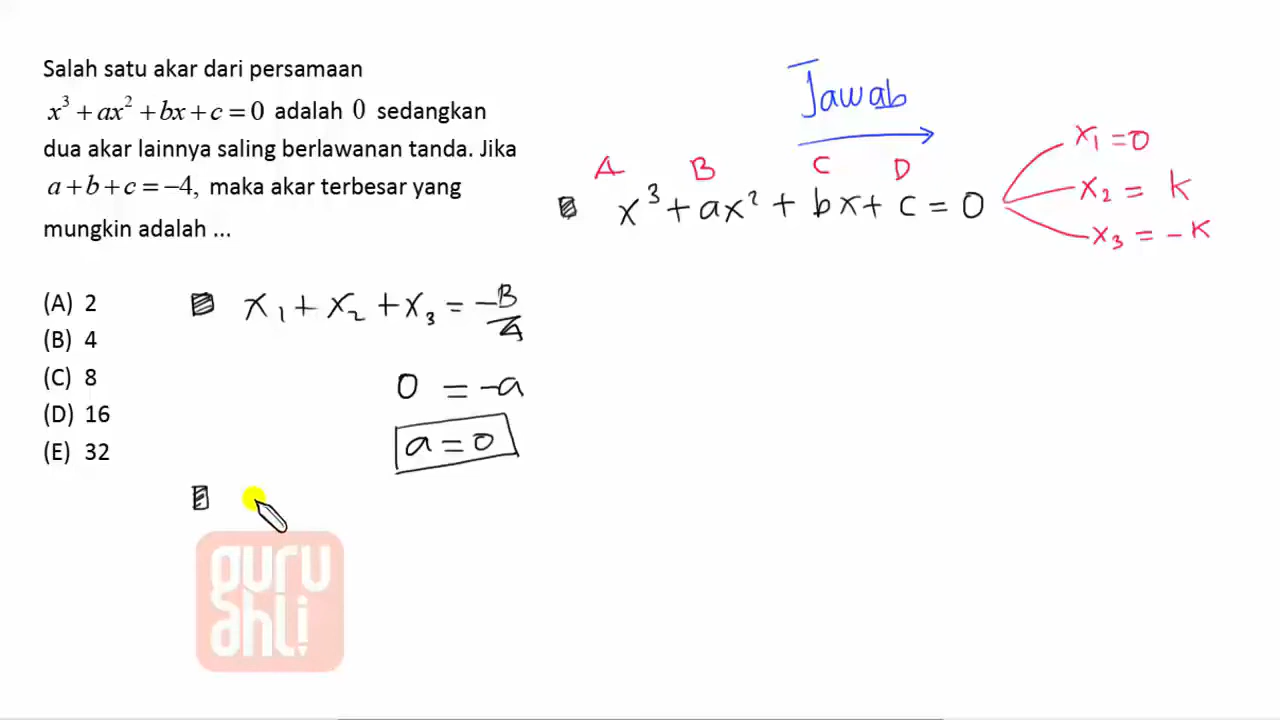 Salah satu akar dari persamaan
x³ + ax² + bx + c = 0 adalah 0 sedangkan
dua akar lainnya saling berlawanan tanda. Jika
a + b + c = −4, maka akar terbesar yang
mungkin adalah ...
(A) 2
(B) 4
(C) 8
(D) 16
(E) 32
Jawab
A B C D
x³ + ax² + bx + c = 0
x₁ = 0
x₂ = k
x₃ = −k
x₁ + x₂ + x₃ = −B/A
0 = −a
a = 0
guru
ahli